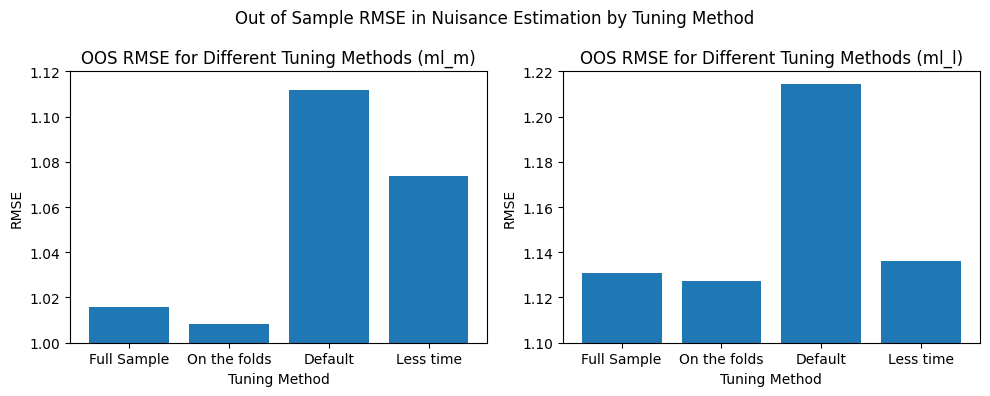 Out of Sample RMSE in Nuisance Estimation by Tuning Method
OOS RMSE for Different Tuning Methods (ml_m)
1.12
1.10
1.08
1.06
1.04
1.02
1.00
RMSE
Full Sample On the folds Default Less time
Tuning Method
OOS RMSE for Different Tuning Methods (ml_l)
1.22
1.20
1.18
1.16
1.14
1.12
1.10
RMSE
Full Sample On the folds Default Less time
Tuning Method